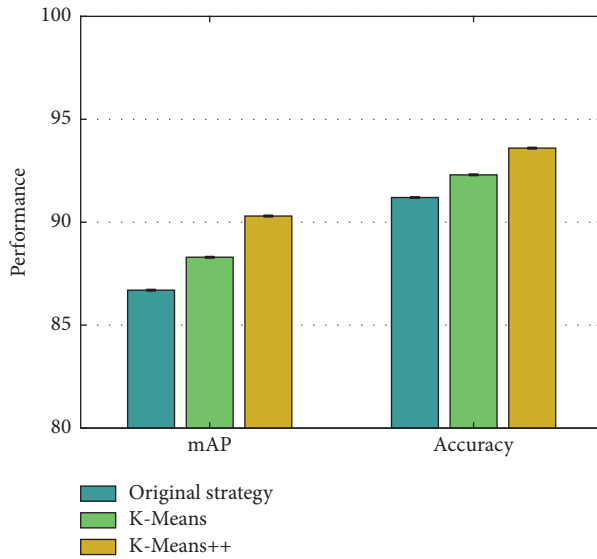 100
95
90
85
80
Performance
mAP
Accuracy
Original strategy
K-Means
K-Means++